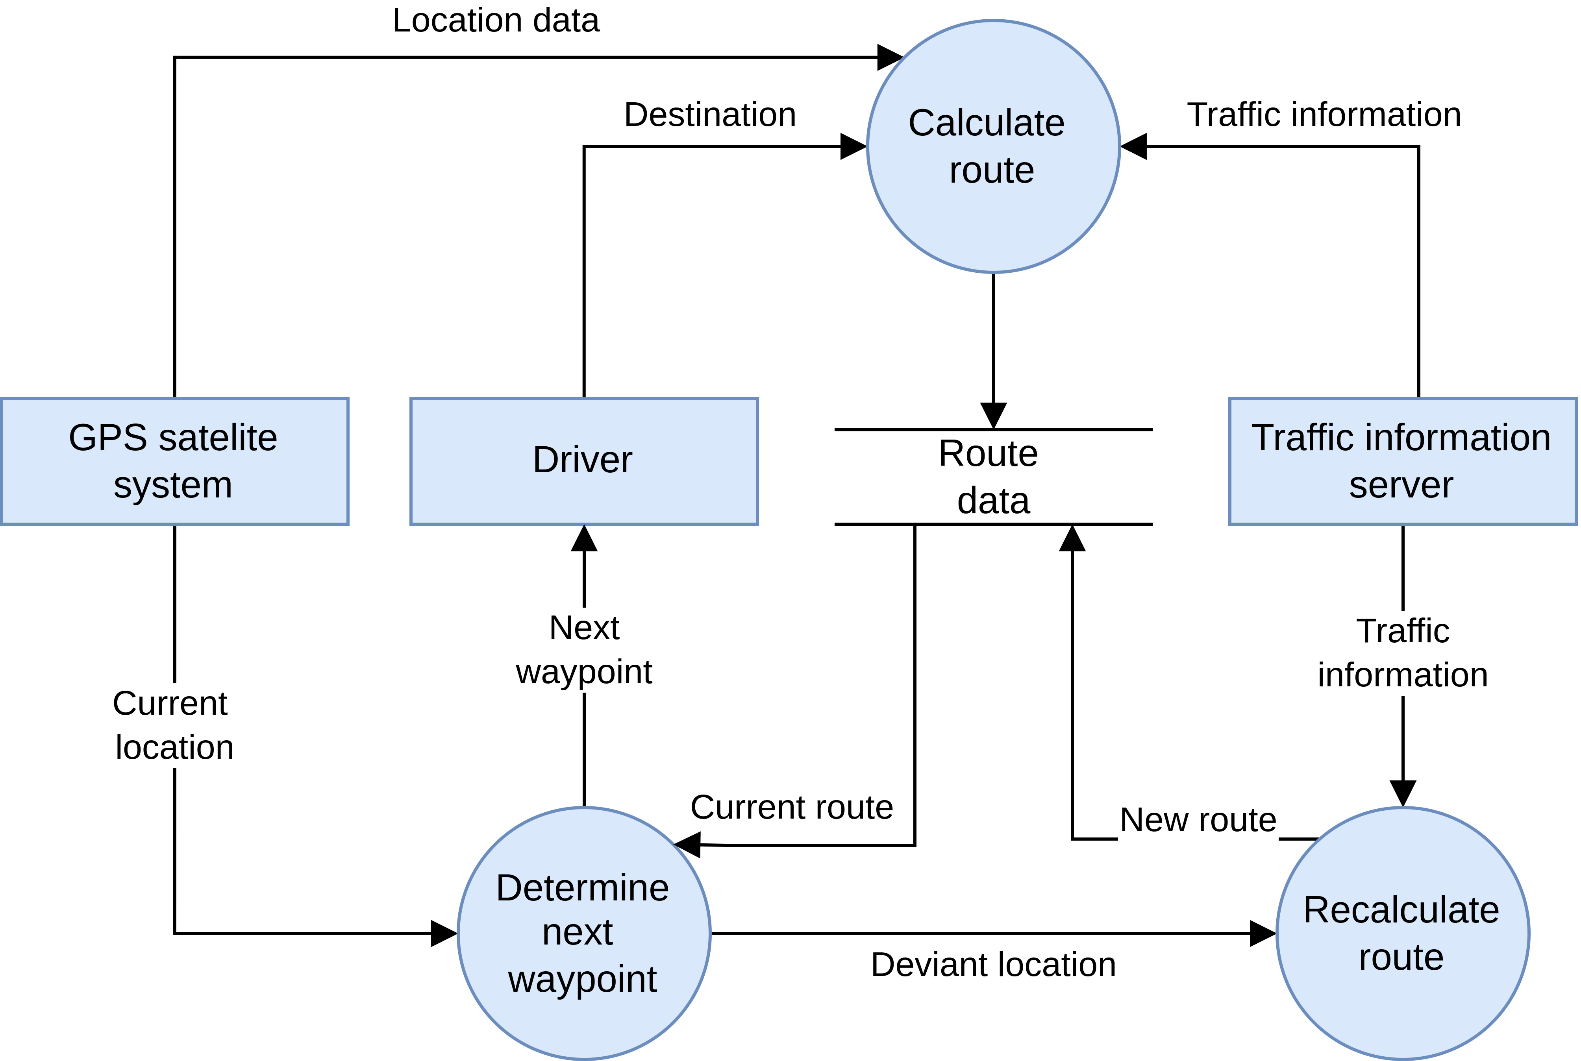 Location data
Destination
Calculate
route
Traffic information
GPS satelite
system
Driver
Route
data
Traffic information
server
Next
waypoint
Traffic
information
Current
location
Current route
New route
Determine
next
waypoint
Deviant location
Recalculate
route